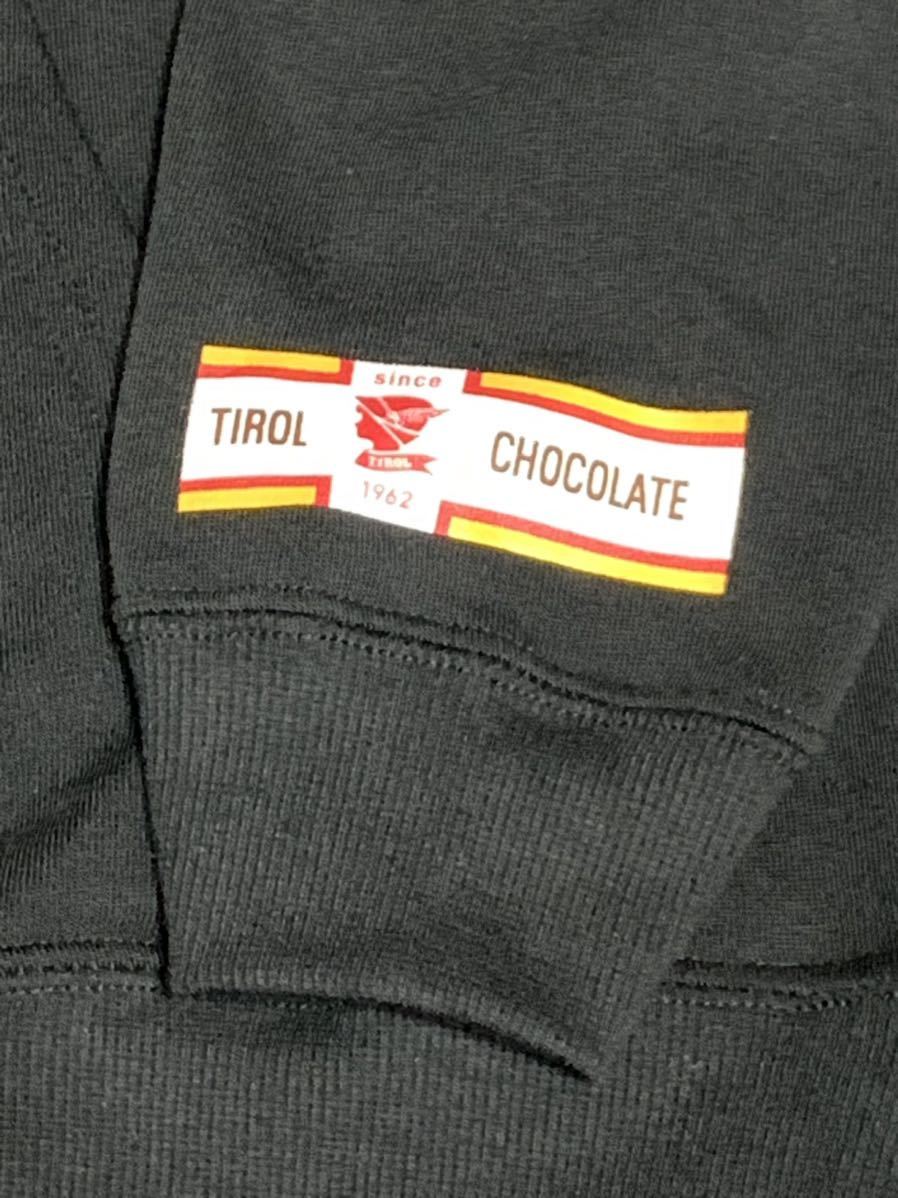 since
TIROL
TIROL
CHOCOLATE
1962